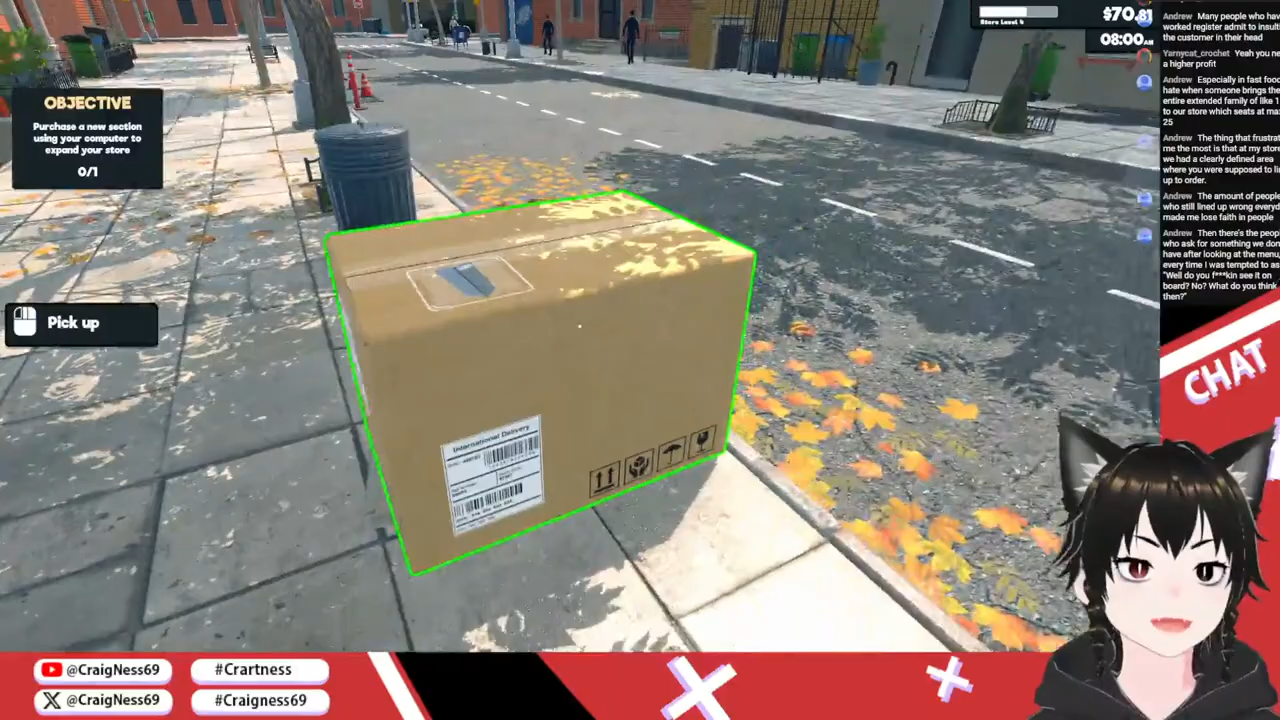 OBJECTIVE
Purchase a new section
using your computer to
expand your store
0/1
Pick up
International Delivery
Store Level 4
$70.81
08:00 AM
Andrew Many people who have
worked register admit to insult
the customer in their head
Yarnycat_crochet Yeah you ne
a higher profit
Andrew Especially in fast food
hate when someone brings the
entire extended family of like 1
to our store which seats at ma
25
Andrew The thing that frustrat
me the most is that at my store
we had a clearly defined area
where you were supposed to li
up to order.
Andrew The amount of people
who still lined up wrong everyd
made me lose faith in people
Andrew Then there's the peop
who ask for something we don
have after looking at the menu,
every time I was tempted to as
"Well do you f***kin see it on
board? No? What do you think
then?"
CHAT
@CraigNess69
#Crartness
@CraigNess69
#Craigness69